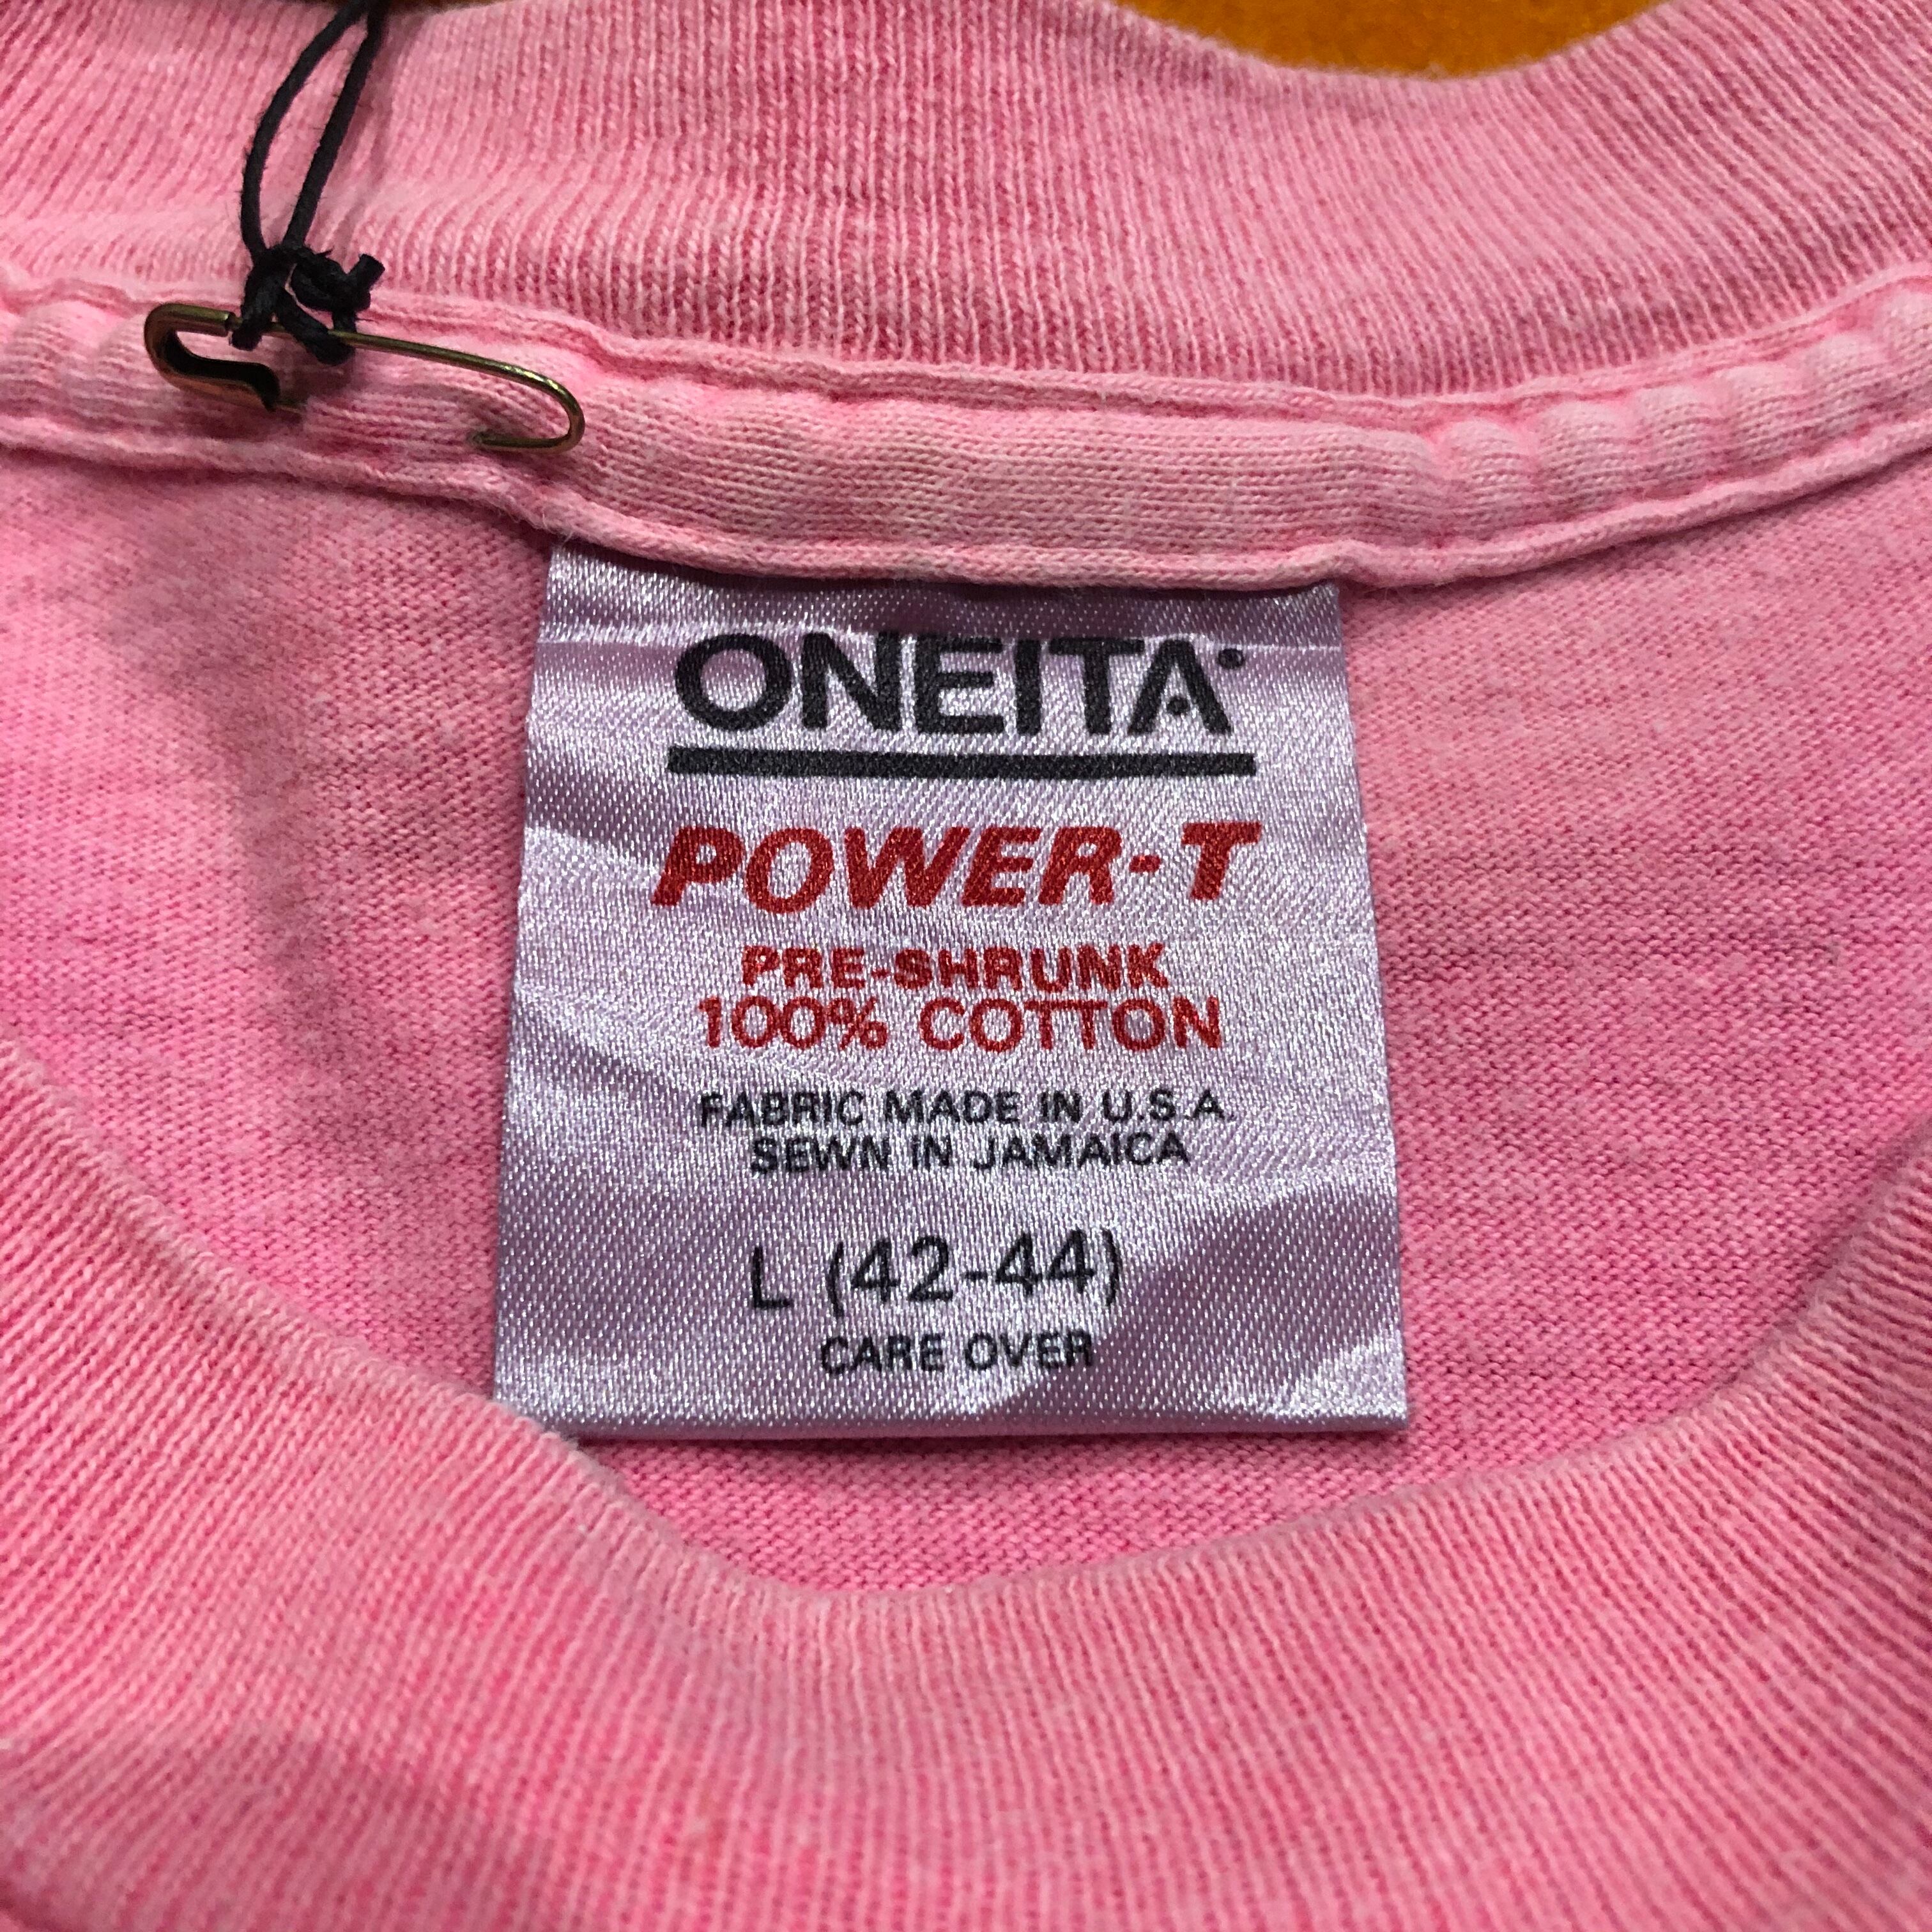 ONEITA
POWER-T
PRE-SHRUNK
100% COTTON
FABRIC MADE IN U.S.A.
SEWN IN JAMAICA
L (42-44)
CARE OVER